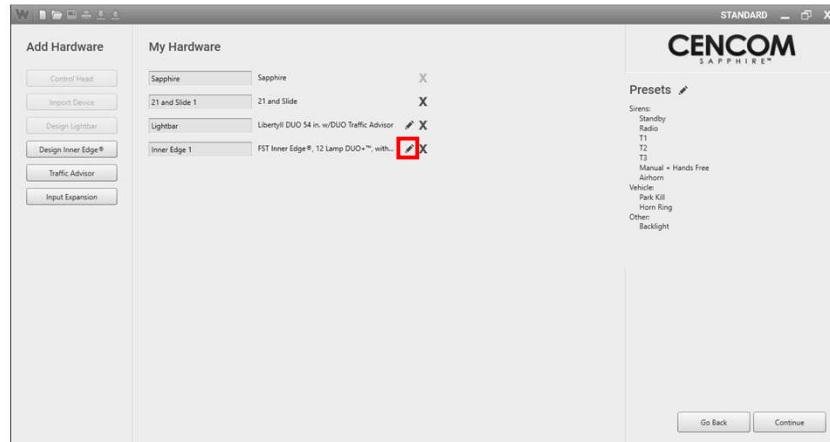 W
STANDARD
X
Add Hardware
Control Head
Import Device
Design Lightbar
Design Inner Edge®
Traffic Advisor
Input Expansion
My Hardware
Sapphire Sapphire X
21 and Slide 1 21 and Slide X
Lightbar LibertyII DUO 54 in. w/DUO Traffic Advisor X
Inner Edge 1 FST Inner Edge®, 12 Lamp DUO+™, with... X
CENCOM
SAPPHIRE™
Presets
Sirens:
Standby
Radio
T1
T2
T3
Manual + Hands Free
Airhorn
Vehicle:
Park Kill
Horn Ring
Other:
Backlight
Go Back Continue